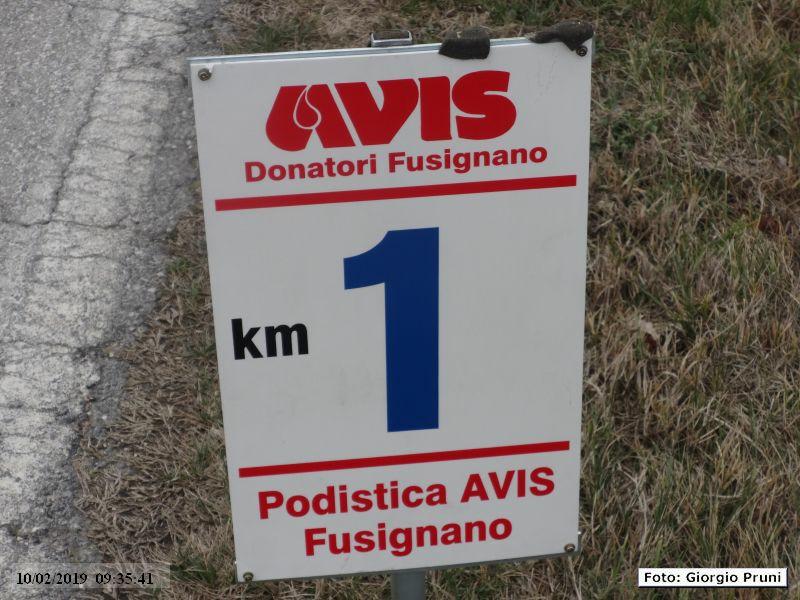 AVIS
Donatori Fusignano
km 1
Podistica AVIS
Fusignano
10/02/2019 09:35:41
Foto: Giorgio Pruni